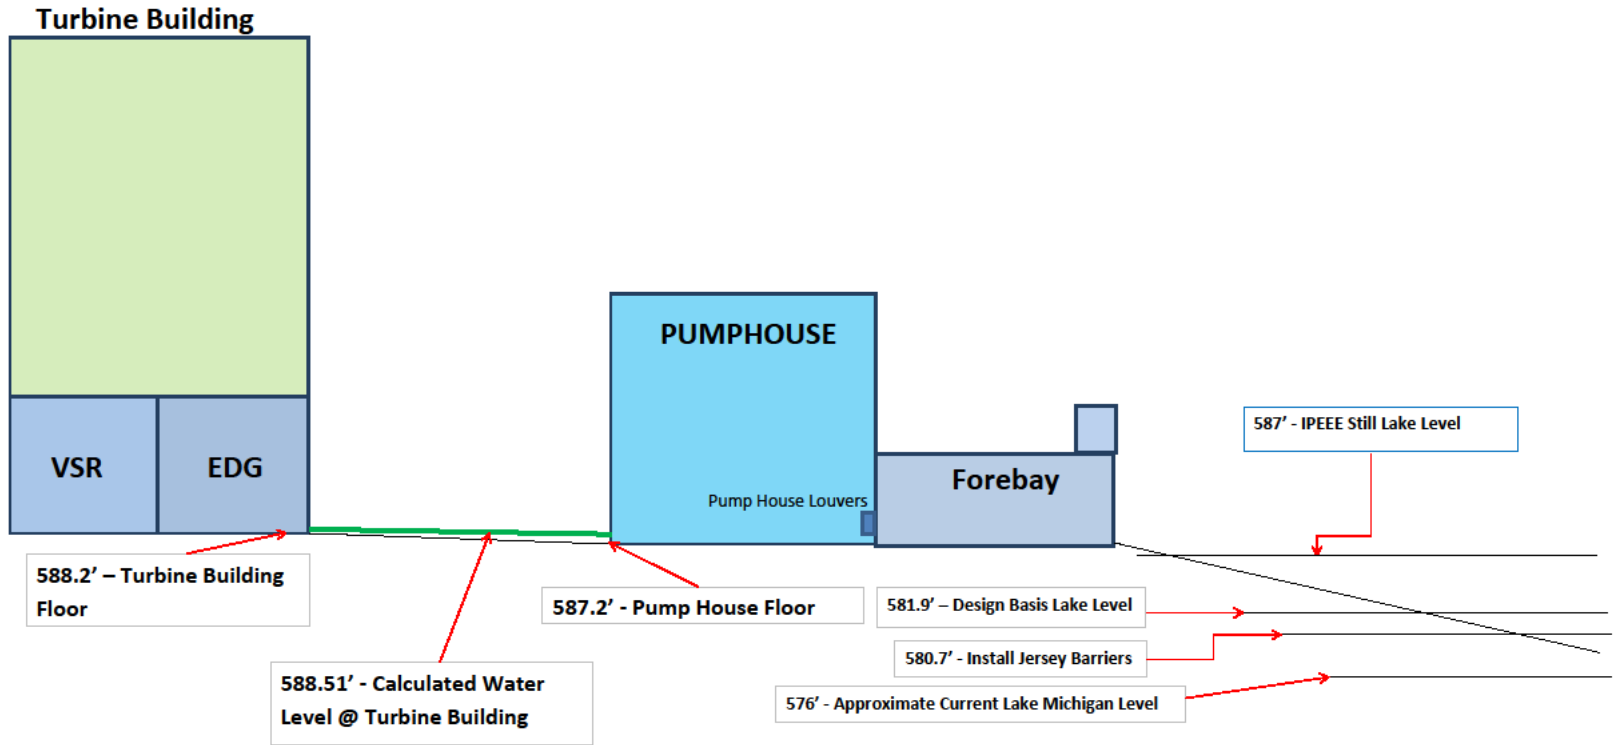 Turbine Building
PUMPHOUSE
587’ - IPEEE Still Lake Level
VSR
EDG
Forebay
Pump House Louvers
588.2’ – Turbine Building
Floor
587.2’ - Pump House Floor
581.9’ – Design Basis Lake Level
580.7’ - Install Jersey Barriers
588.51’ - Calculated Water
Level @ Turbine Building
576’ - Approximate Current Lake Michigan Level